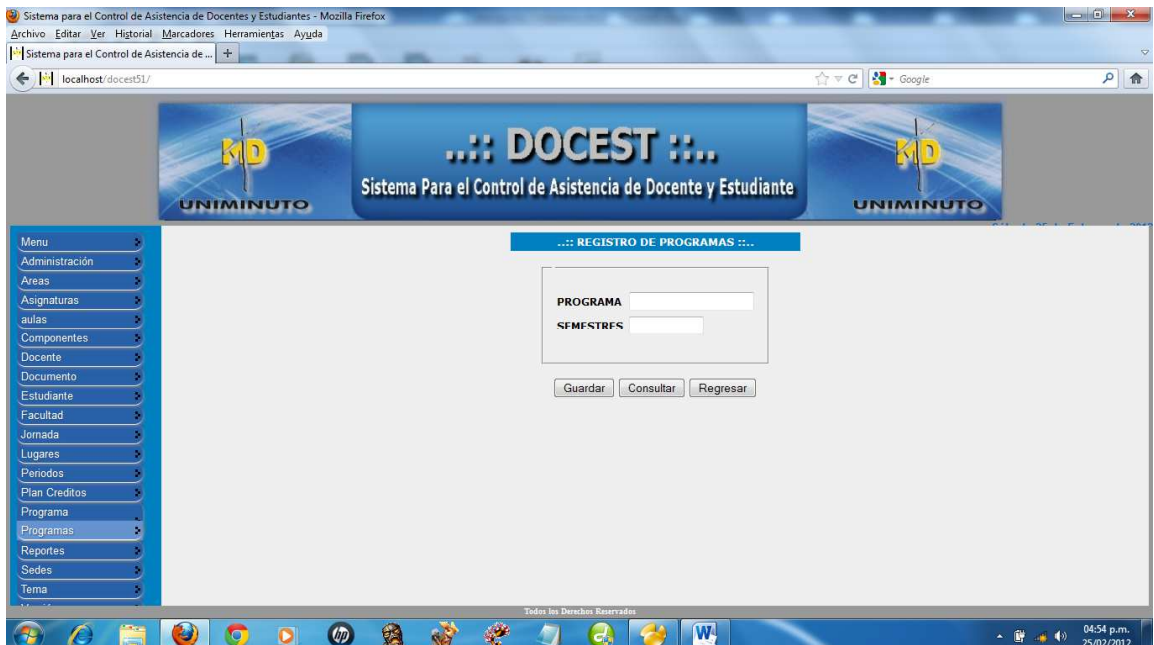 Sistema para el Control de Asistencia de Docentes y Estudiantes - Mozilla Firefox
Archivo Editar Ver Historial Marcadores Herramientas Ayuda
Sistema para el Control de Asistencia de ... +
localhost/docest51/
Google
MD
UNIMINUTO
..:: DOCEST ::..
Sistema Para el Control de Asistencia de Docente y Estudiante
MD
UNIMINUTO
Menu
Administración
Areas
Asignaturas
aulas
Componentes
Docente
Documento
Estudiante
Facultad
Jornada
Lugares
Periodos
Plan Creditos
Programa
Programas
Reportes
Sedes
Tema
..:: REGISTRO DE PROGRAMAS ::..
PROGRAMA
SEMESTRES
Guardar Consultar Regresar
Todos los Derechos Reservados
hp
W
04:54 p.m.
25/02/2012